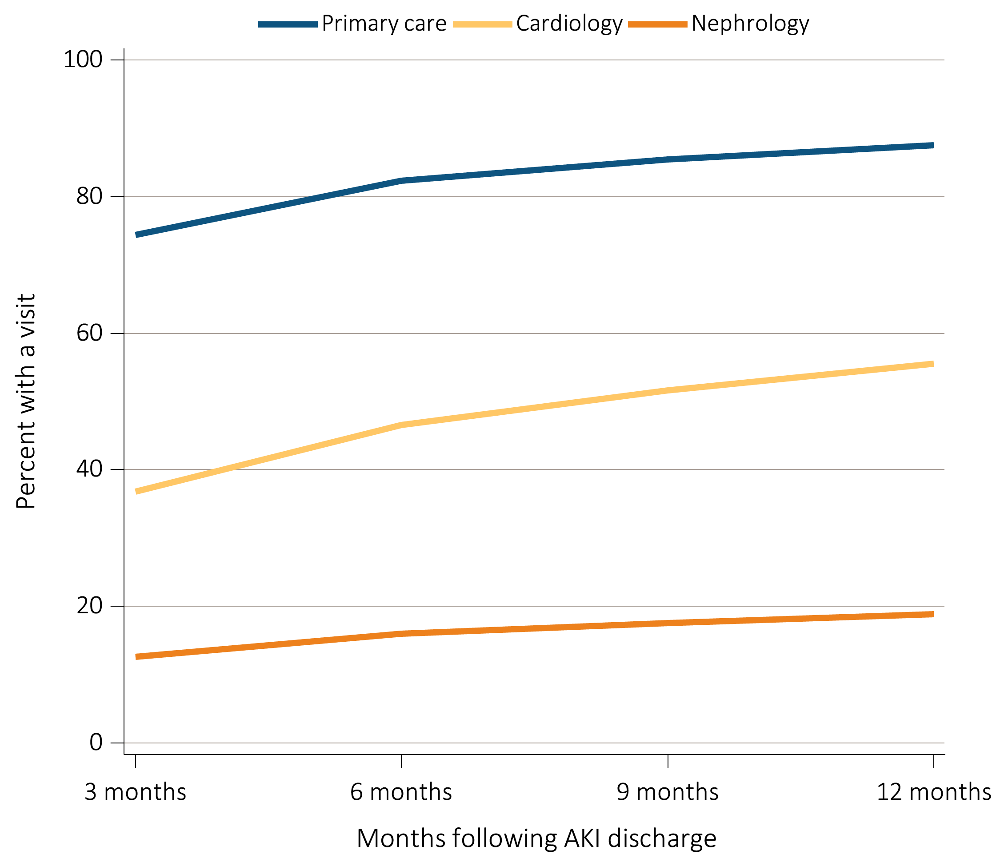 Primary care Cardiology Nephrology
100
80
60
40
20
0
Percent with a visit
3 months 6 months 9 months 12 months
Months following AKI discharge